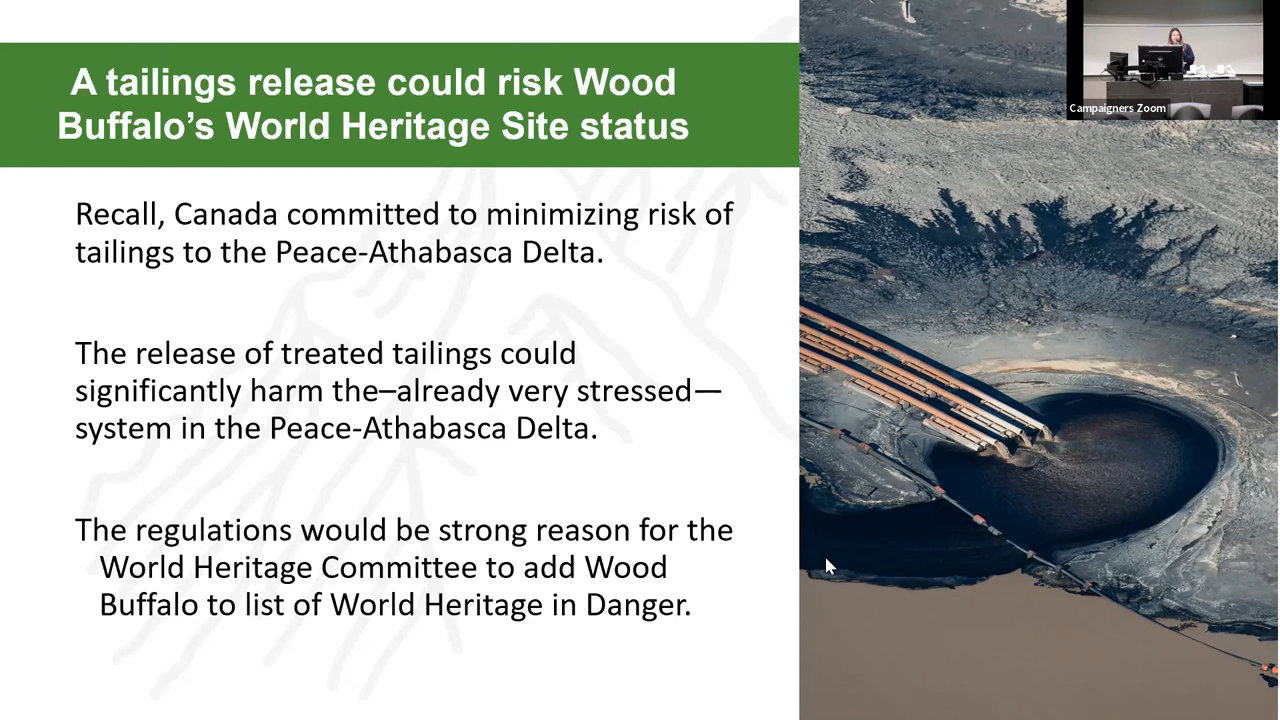 A tailings release could risk Wood
Buffalo’s World Heritage Site status
Recall, Canada committed to minimizing risk of
tailings to the Peace-Athabasca Delta.
The release of treated tailings could
significantly harm the–already very stressed—
system in the Peace-Athabasca Delta.
The regulations would be strong reason for the
World Heritage Committee to add Wood
Buffalo to list of World Heritage in Danger.
Campaigners Zoom